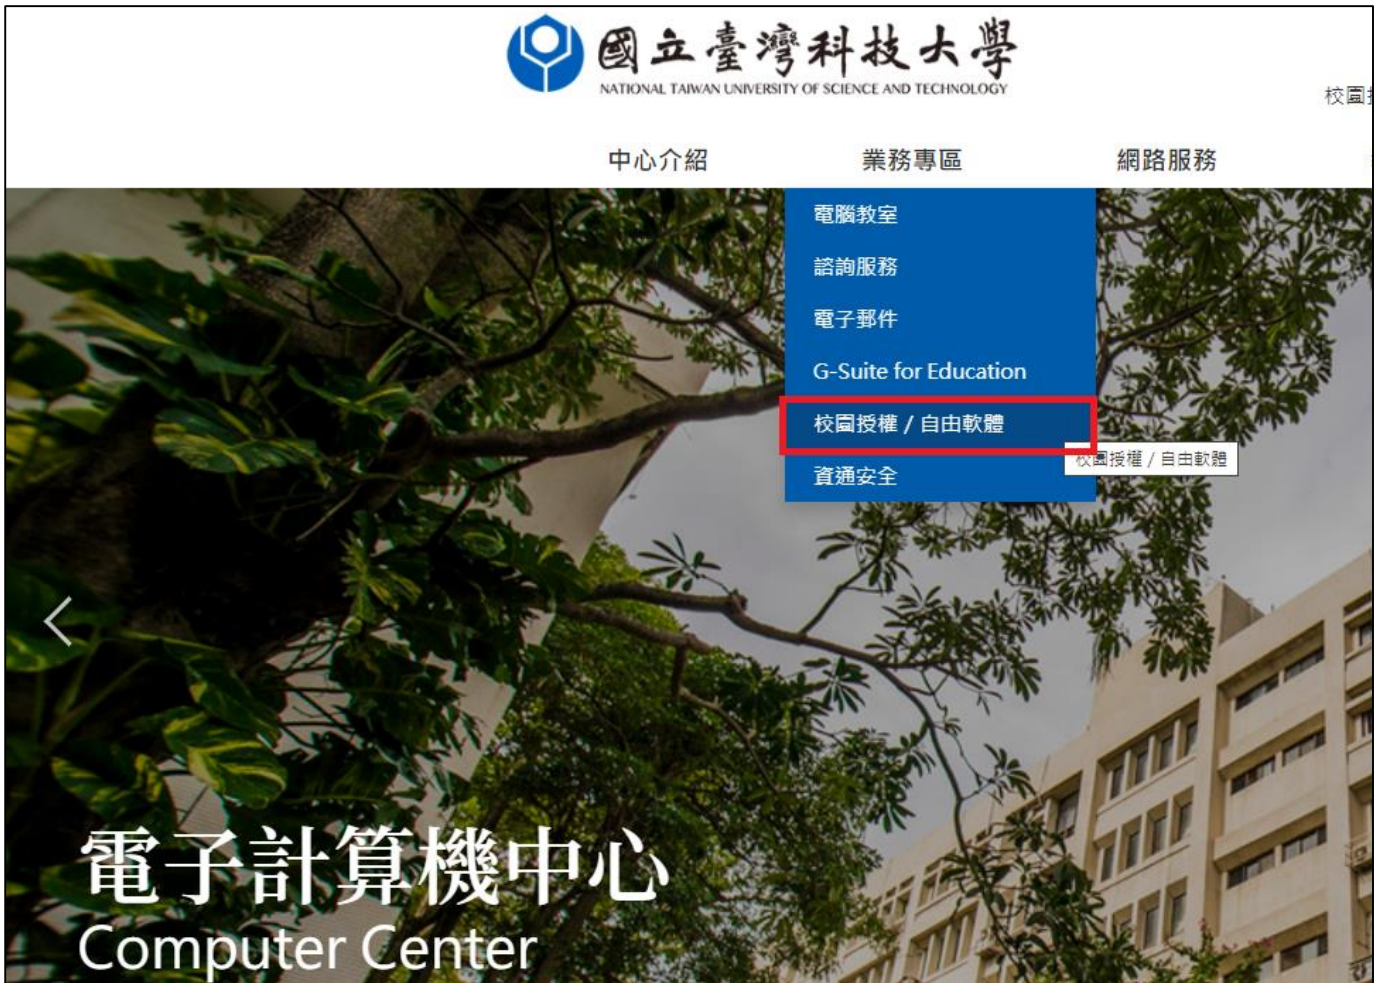 國立臺灣科技大學
NATIONAL TAIWAN UNIVERSITY OF SCIENCE AND TECHNOLOGY
校園
中心介紹
業務專區
網路服務
電腦教室
諮詢服務
電子郵件
G-Suite for Education
校園授權 / 自由軟體
校園授權 / 自由軟體
資通安全
電子計算機中心
Computer Center